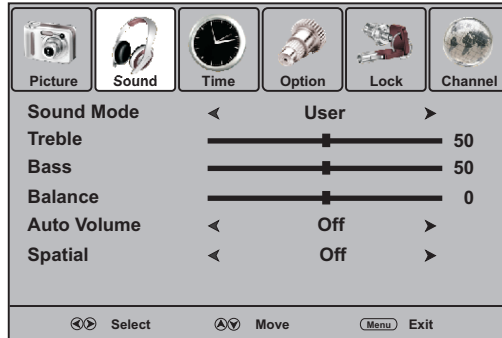 Picture Sound Time Option Lock Channel
Sound Mode User
Treble 50
Bass 50
Balance 0
Auto Volume Off
Spatial Off
Select Move Menu Exit